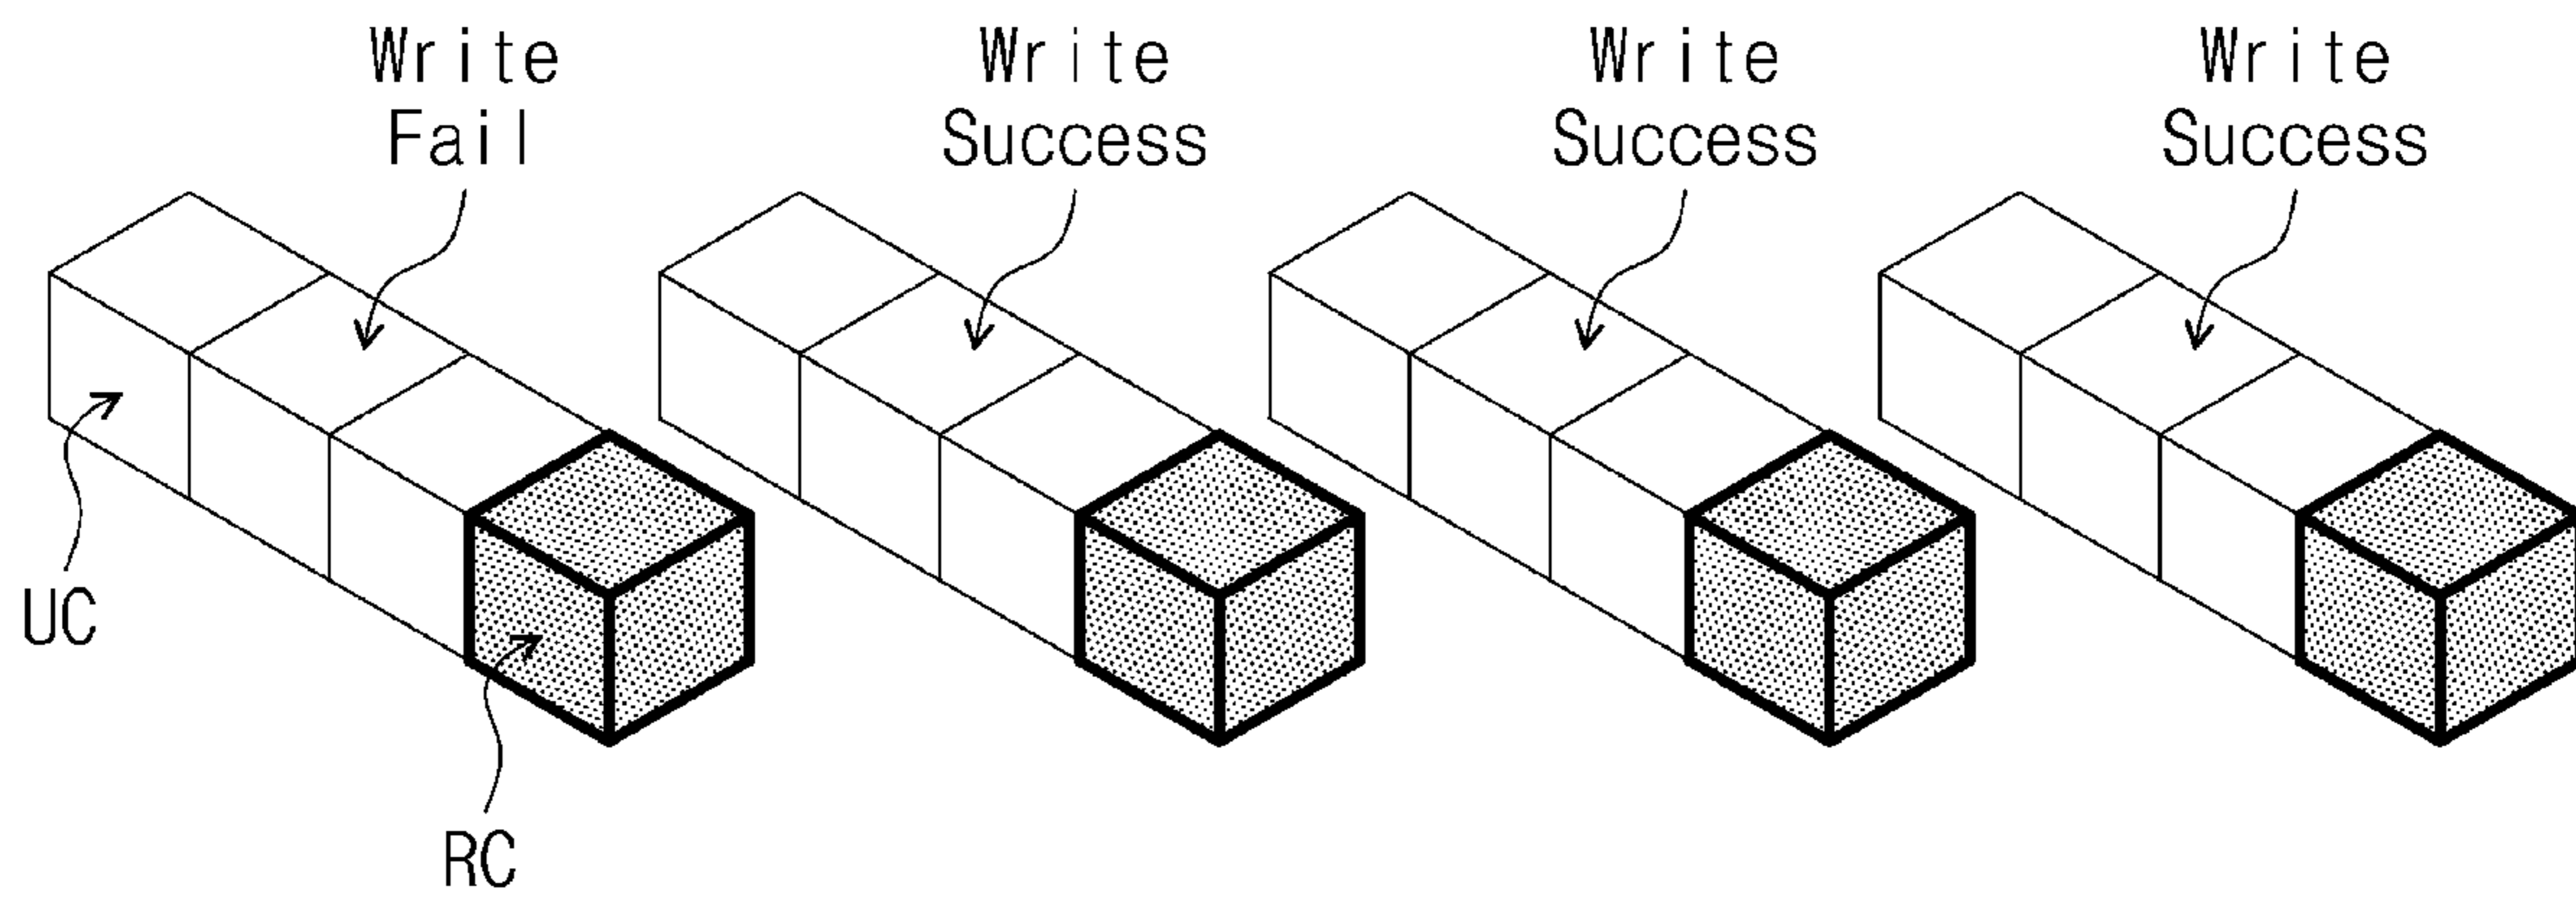 Write
Fail
Write
Success
Write
Success
Write
Success
UC
RC